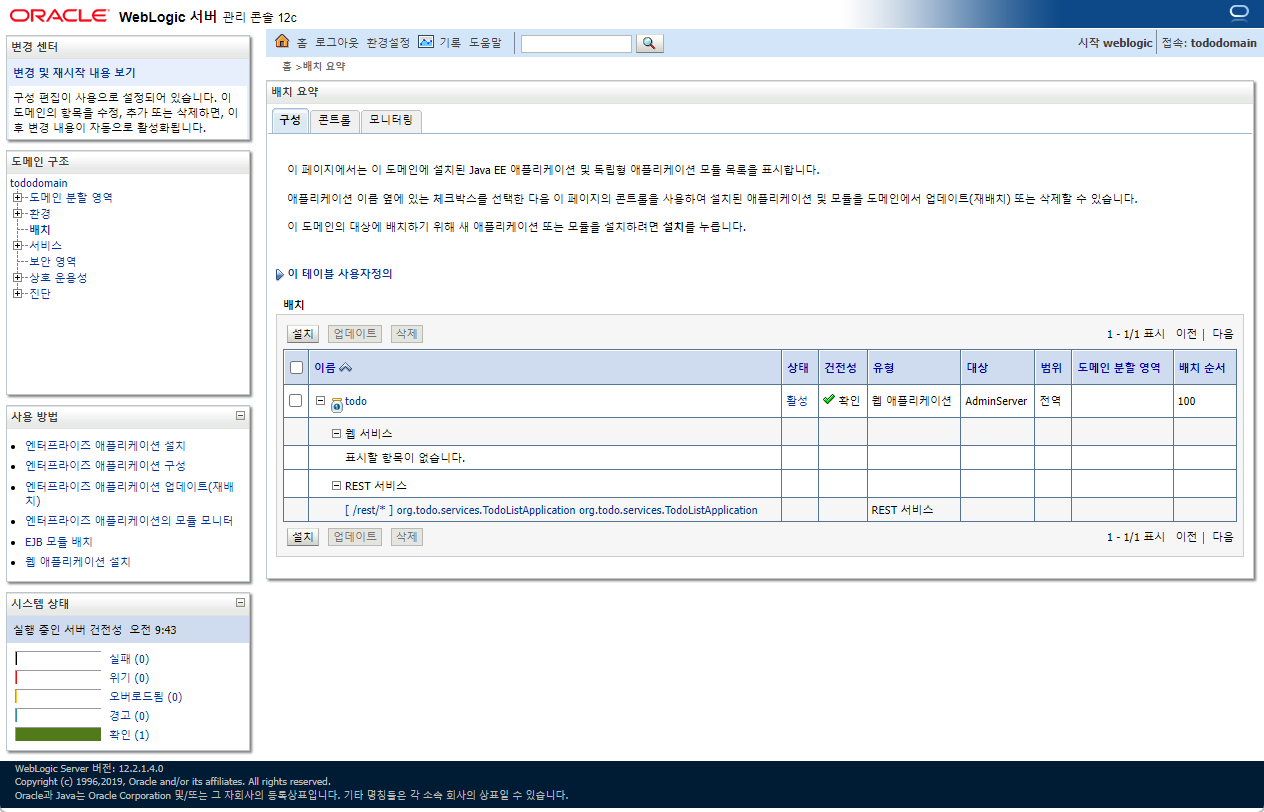 ORACLE WebLogic 서버 관리 콘솔 12c
변경 센터
변경 및 재시작 내용 보기
구성 편집이 사용으로 설정되어 있습니다. 이
도메인의 항목을 수정, 추가 또는 삭제하면, 이
후 변경 내용이 자동으로 활성화됩니다.
도메인 구조
tododomain
도메인 분할 영역
환경
배치
서비스
보안 영역
상호 운용성
진단
사용 방법
엔터프라이즈 애플리케이션 설치
엔터프라이즈 애플리케이션 구성
엔터프라이즈 애플리케이션 업데이트(재배
치)
엔터프라이즈 애플리케이션의 모듈 모니터
EJB 모듈 배치
웹 애플리케이션 설치
시스템 상태
실행 중인 서버 건전성 오전 9:43
실패 (0)
위기 (0)
오버로드됨 (0)
경고 (0)
확인 (1)
홈 로그아웃 환경설정 기록 도움말
시작 weblogic 접속: tododomain
홈 >배치 요약
배치 요약
구성 콘트롤 모니터링
이 페이지에서는 이 도메인에 설치된 Java EE 애플리케이션 및 독립형 애플리케이션 모듈 목록을 표시합니다.
애플리케이션 이름 옆에 있는 체크박스를 선택한 다음 이 페이지의 콘트롤을 사용하여 설치된 애플리케이션 및 모듈을 도메인에서 업데이트(재배치) 또는 삭제할 수 있습니다.
이 도메인의 대상에 배치하기 위해 새 애플리케이션 또는 모듈을 설치하려면 설치를 누릅니다.
이 테이블 사용자정의
배치
설치 업데이트 삭제 1 - 1/1 표시 이전 | 다음
이름 상태 건전성 유형 대상 범위 도메인 분할 영역 배치 순서
todo 활성 확인 웹 애플리케이션 AdminServer 전역 100
웹 서비스
표시할 항목이 없습니다.
REST 서비스
[ /rest/* ] org.todo.services.TodoListApplication org.todo.services.TodoListApplication REST 서비스
설치 업데이트 삭제 1 - 1/1 표시 이전 | 다음
WebLogic Server 버전: 12.2.1.4.0
Copyright (c) 1996,2019, Oracle and/or its affiliates. All rights reserved.
Oracle과 Java는 Oracle Corporation 및/또는 그 자회사의 등록상표입니다. 기타 명칭들은 각 소속 회사의 상표일 수 있습니다.